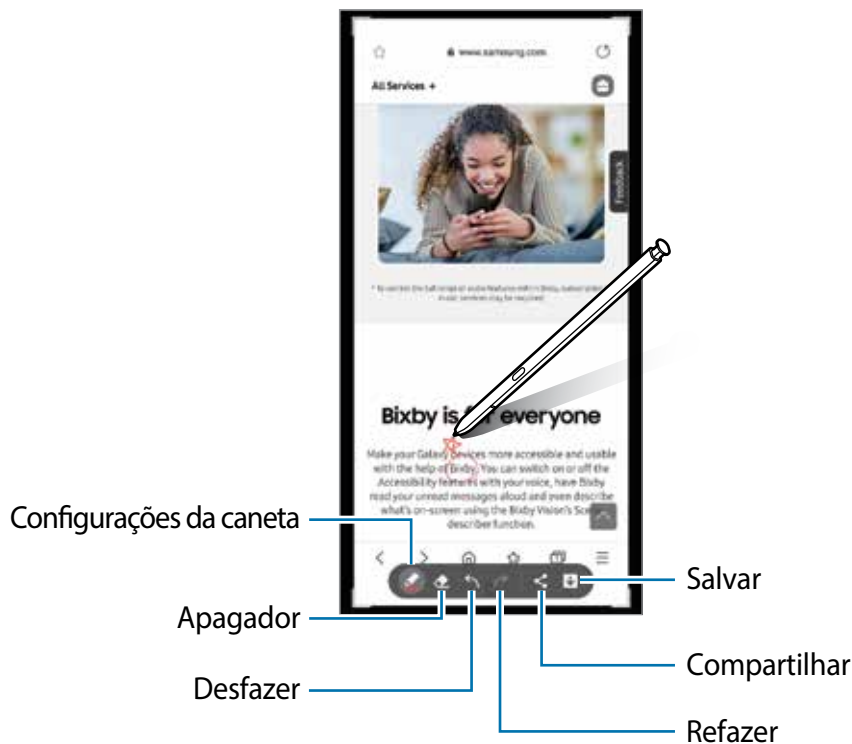 www.samsung.com
All Services +
Feedback
Bixby is for everyone
Make your Galaxy devices more accessible and usable
with the help of Bixby. You can switch on or off the
Accessibility features with your voice, have Bixby
read your unread messages aloud and even describe
what's on-screen using the Bixby Vision's Scene
describer function.
Configurações da caneta
Salvar
Apagador
Compartilhar
Desfazer
Refazer